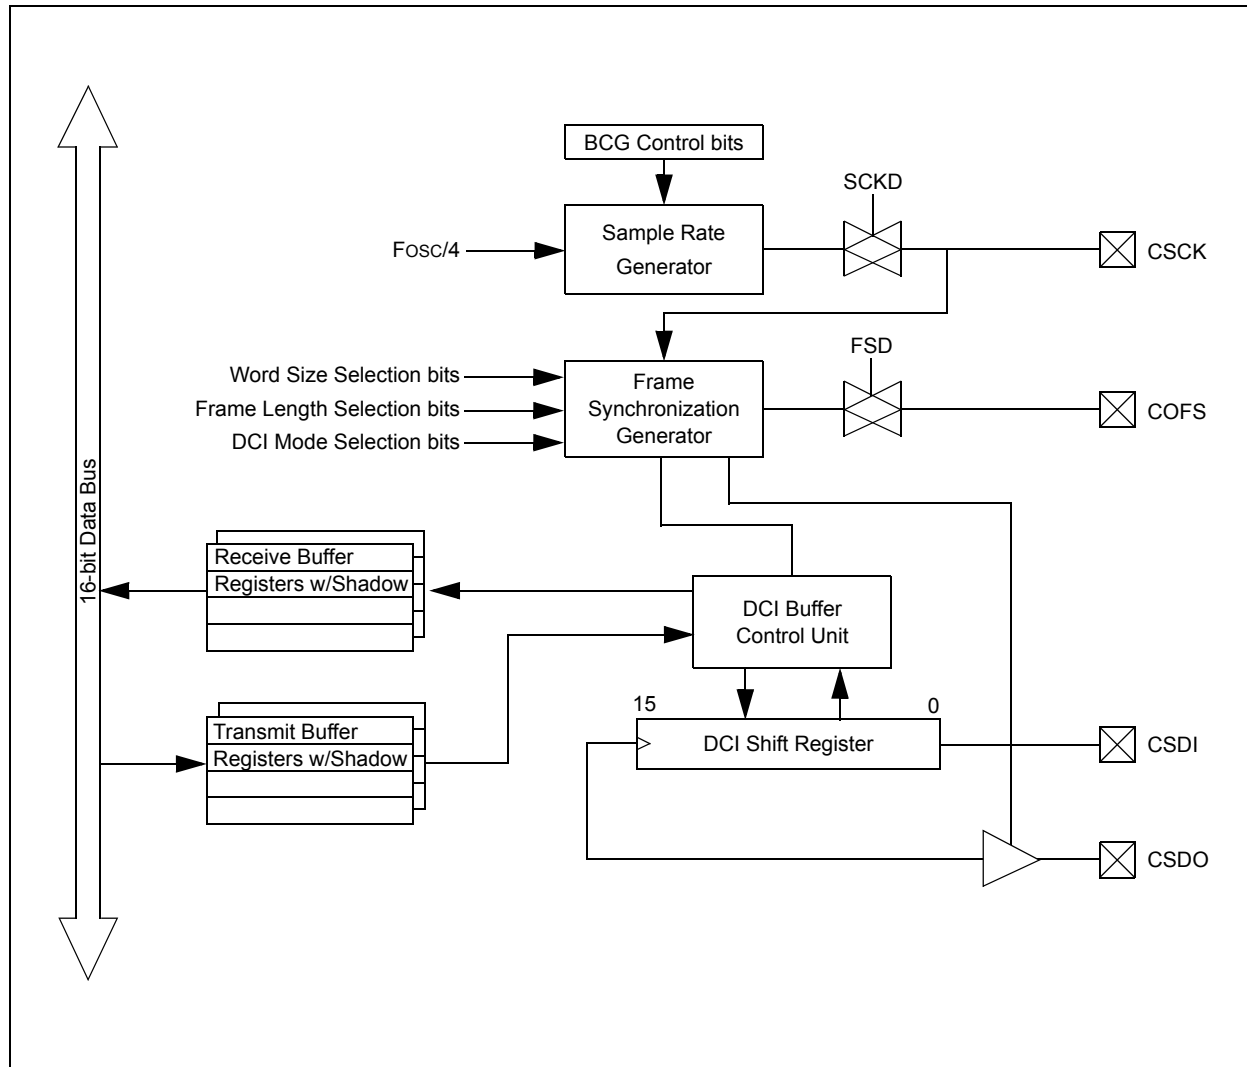 BCG Control bits
SCKD
Sample Rate
Generator
FOSC/4
CSCK
FSD
Word Size Selection bits
Frame Length Selection bits
DCI Mode Selection bits
Frame
Synchronization
Generator
COFS
16-bit Data Bus
Receive Buffer
Registers w/Shadow
DCI Buffer
Control Unit
15
0
Transmit Buffer
Registers w/Shadow
DCI Shift Register
CSDI
CSDO